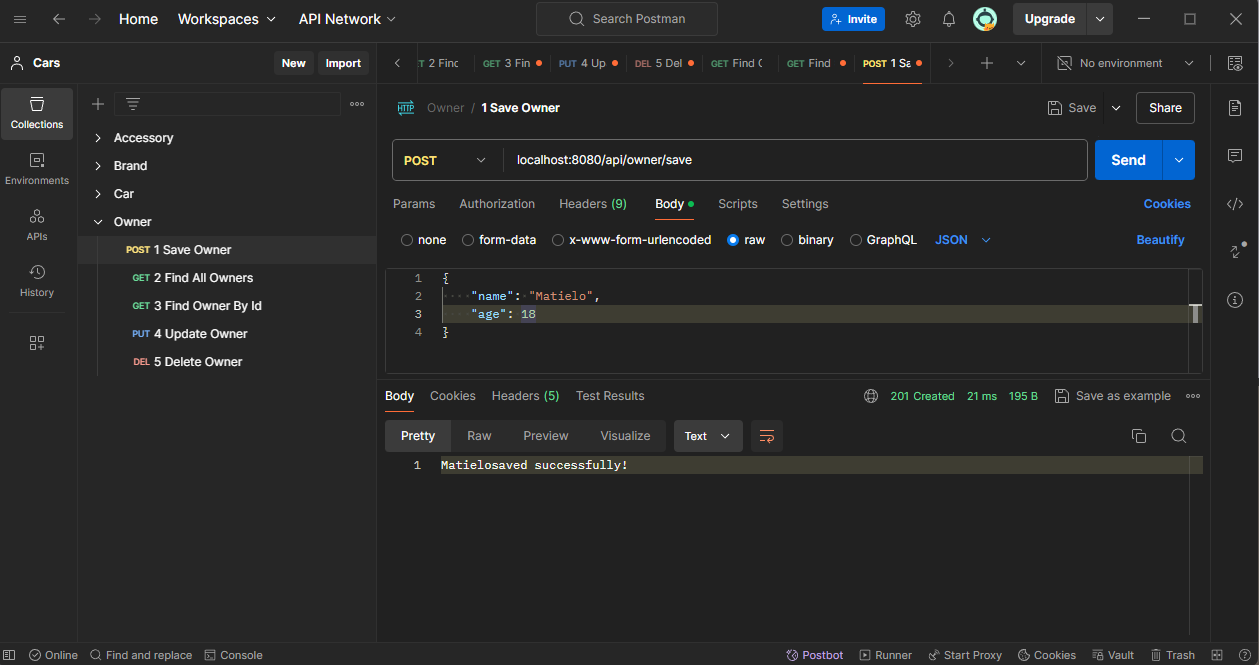 Home Workspaces API Network Search Postman Invite Upgrade
Cars New Import 2 Find GET 3 Fin PUT 4 Up DEL 5 Del GET Find GET Find POST 1 Sa No environment
Collections
Environments
APIs
History
Accessory
Brand
Car
Owner
POST 1 Save Owner
GET 2 Find All Owners
GET 3 Find Owner By Id
PUT 4 Update Owner
DEL 5 Delete Owner
HTTP Owner / 1 Save Owner Save Share
POST localhost:8080/api/owner/save Send
Params Authorization Headers (9) Body Scripts Settings Cookies
none form-data x-www-form-urlencoded raw binary GraphQL JSON Beautify
1 {
2 "name": "Matielo",
3 "age": 18
4 }
Body Cookies Headers (5) Test Results 201 Created 21 ms 195 B Save as example
Pretty Raw Preview Visualize Text
1 Matielosaved successfully!
Online Find and replace Console Postbot Runner Start Proxy Cookies Vault Trash